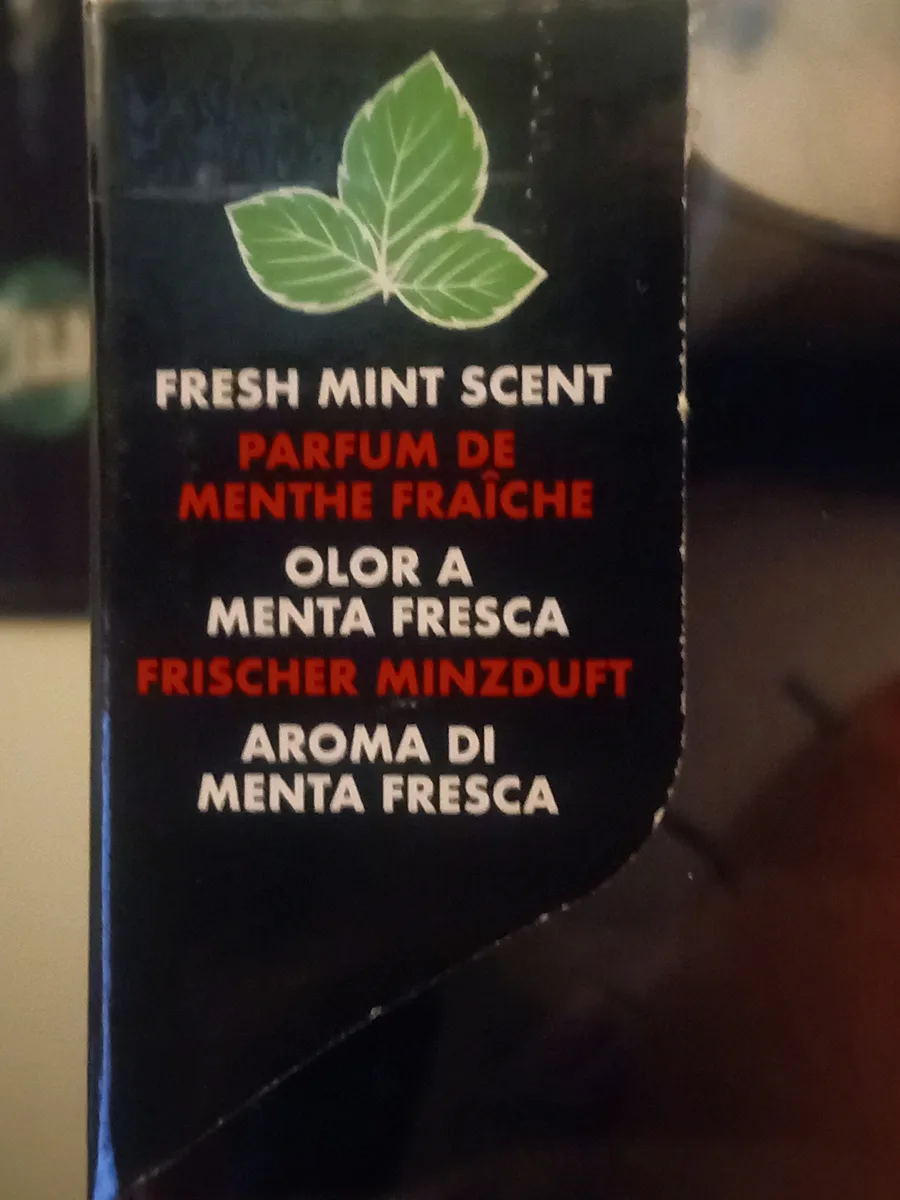 FRESH MINT SCENT
PARFUM DE
MENTHE FRAÎCHE
OLOR A
MENTA FRESCA
FRISCHER MINZDUFT
AROMA DI
MENTA FRESCA